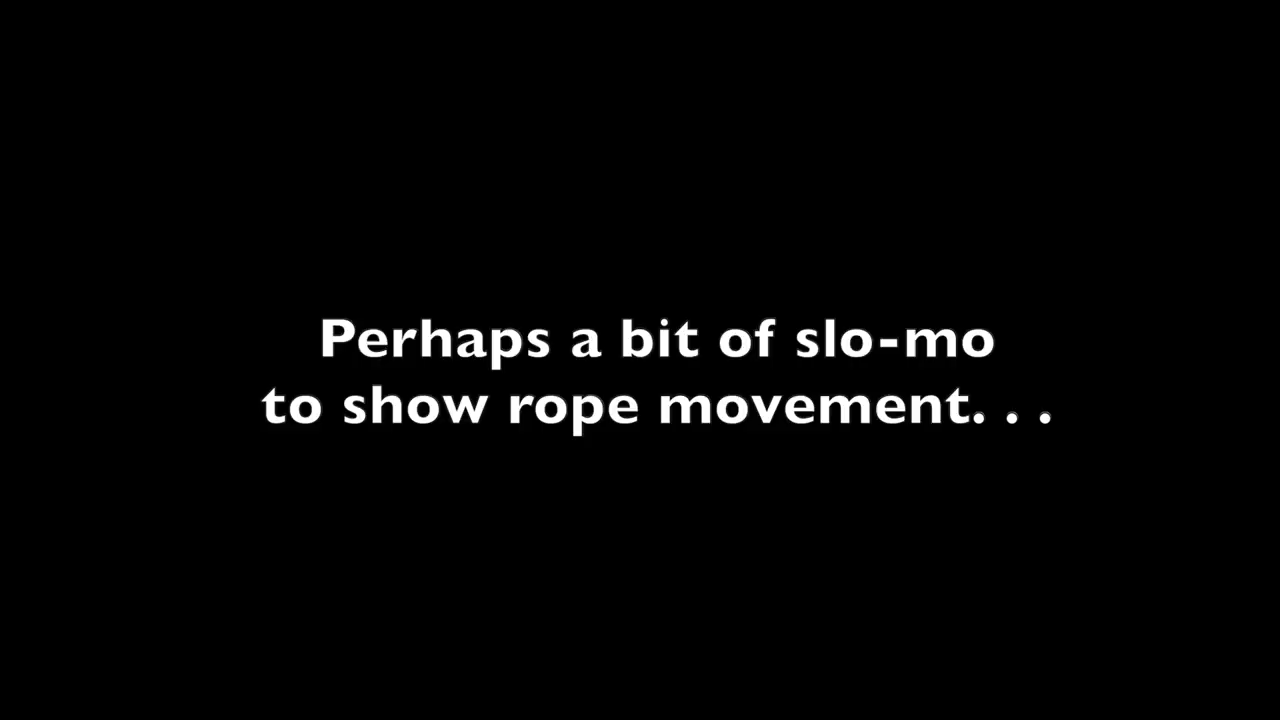 Perhaps a bit of slo-mo
to show rope movement. . .